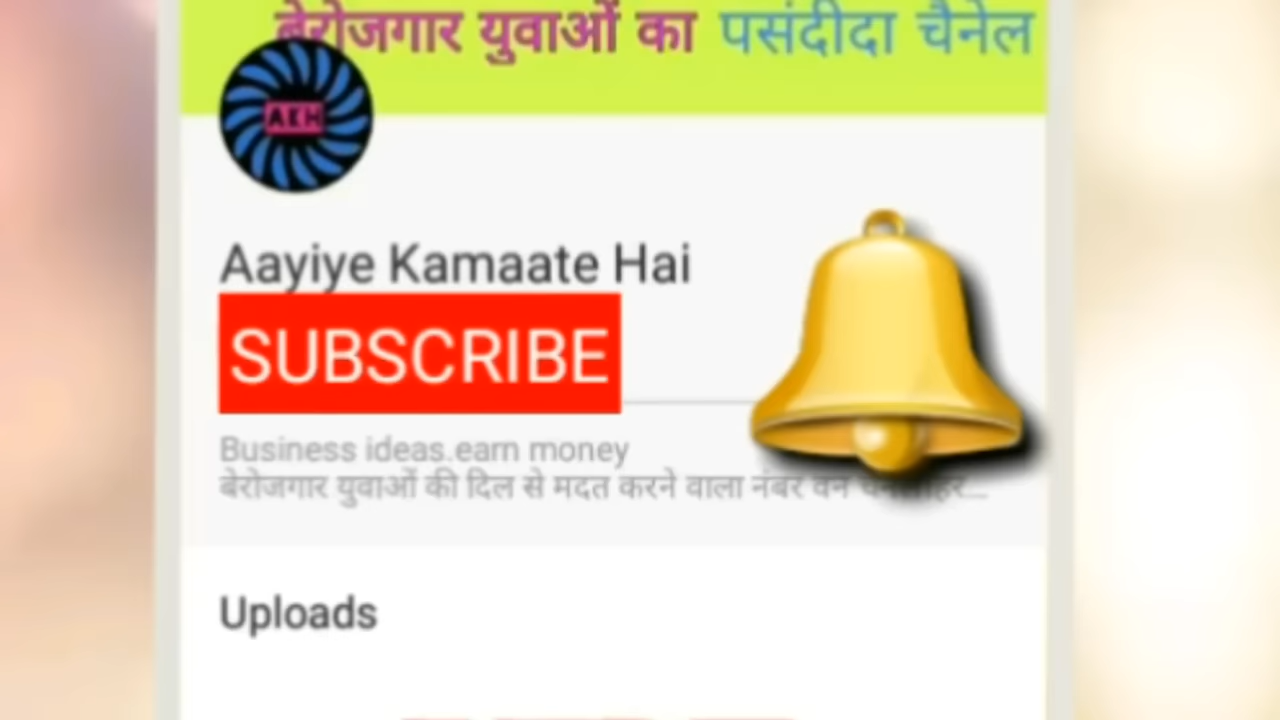 बेरोजगार युवाओं का पसंदीदा चैनेल
AKH
Aayiye Kamaate Hai
SUBSCRIBE
Business ideas.earn money
बेरोजगार युवाओं की दिल से मदत करने वाला नंबर वन
Uploads